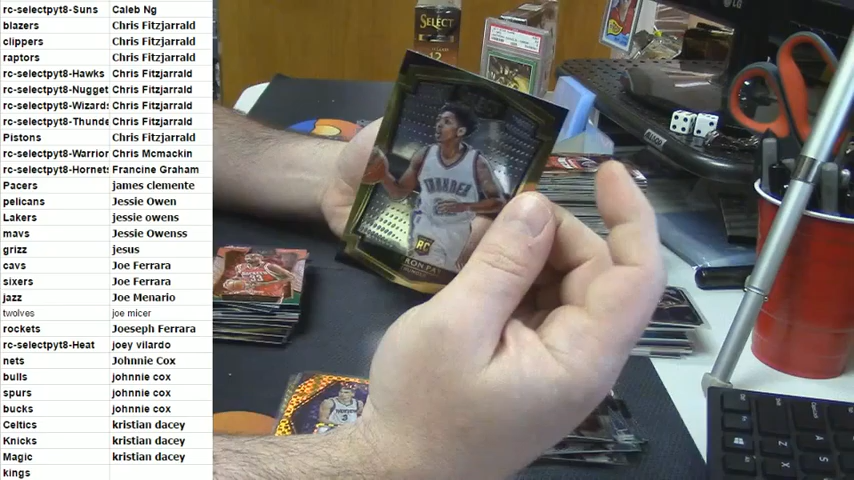 rc-selectpyt8-Suns Caleb Ng
blazers Chris Fitzjarrald
clippers Chris Fitzjarrald
raptors Chris Fitzjarrald
rc-selectpyt8-Hawks Chris Fitzjarrald
rc-selectpyt8-Nugget Chris Fitzjarrald
rc-selectpyt8-Wizard: Chris Fitzjarrald
rc-selectpyt8-Thunde Chris Fitzjarrald
Pistons Chris Fitzjarrald
rc-selectpyt8-Warrior Chris Mcmackin
rc-selectpyt8-Hornet: Francine Graham
Pacers james clemente
pelicans Jessie Owen
Lakers jessie owens
mavs Jessie Owenss
grizz jesus
cavs Joe Ferrara
sixers Joe Ferrara
jazz Joe Menario
twolves joe micer
rockets Joeseph Ferrara
rc-selectpyt8-Heat joey vilardo
nets Johnnie Cox
bulls johnnie cox
spurs johnnie cox
bucks johnnie cox
Celtics kristian dacey
Knicks kristian dacey
Magic kristian dacey
kings
SELECT
THUNDER
RC
33
3